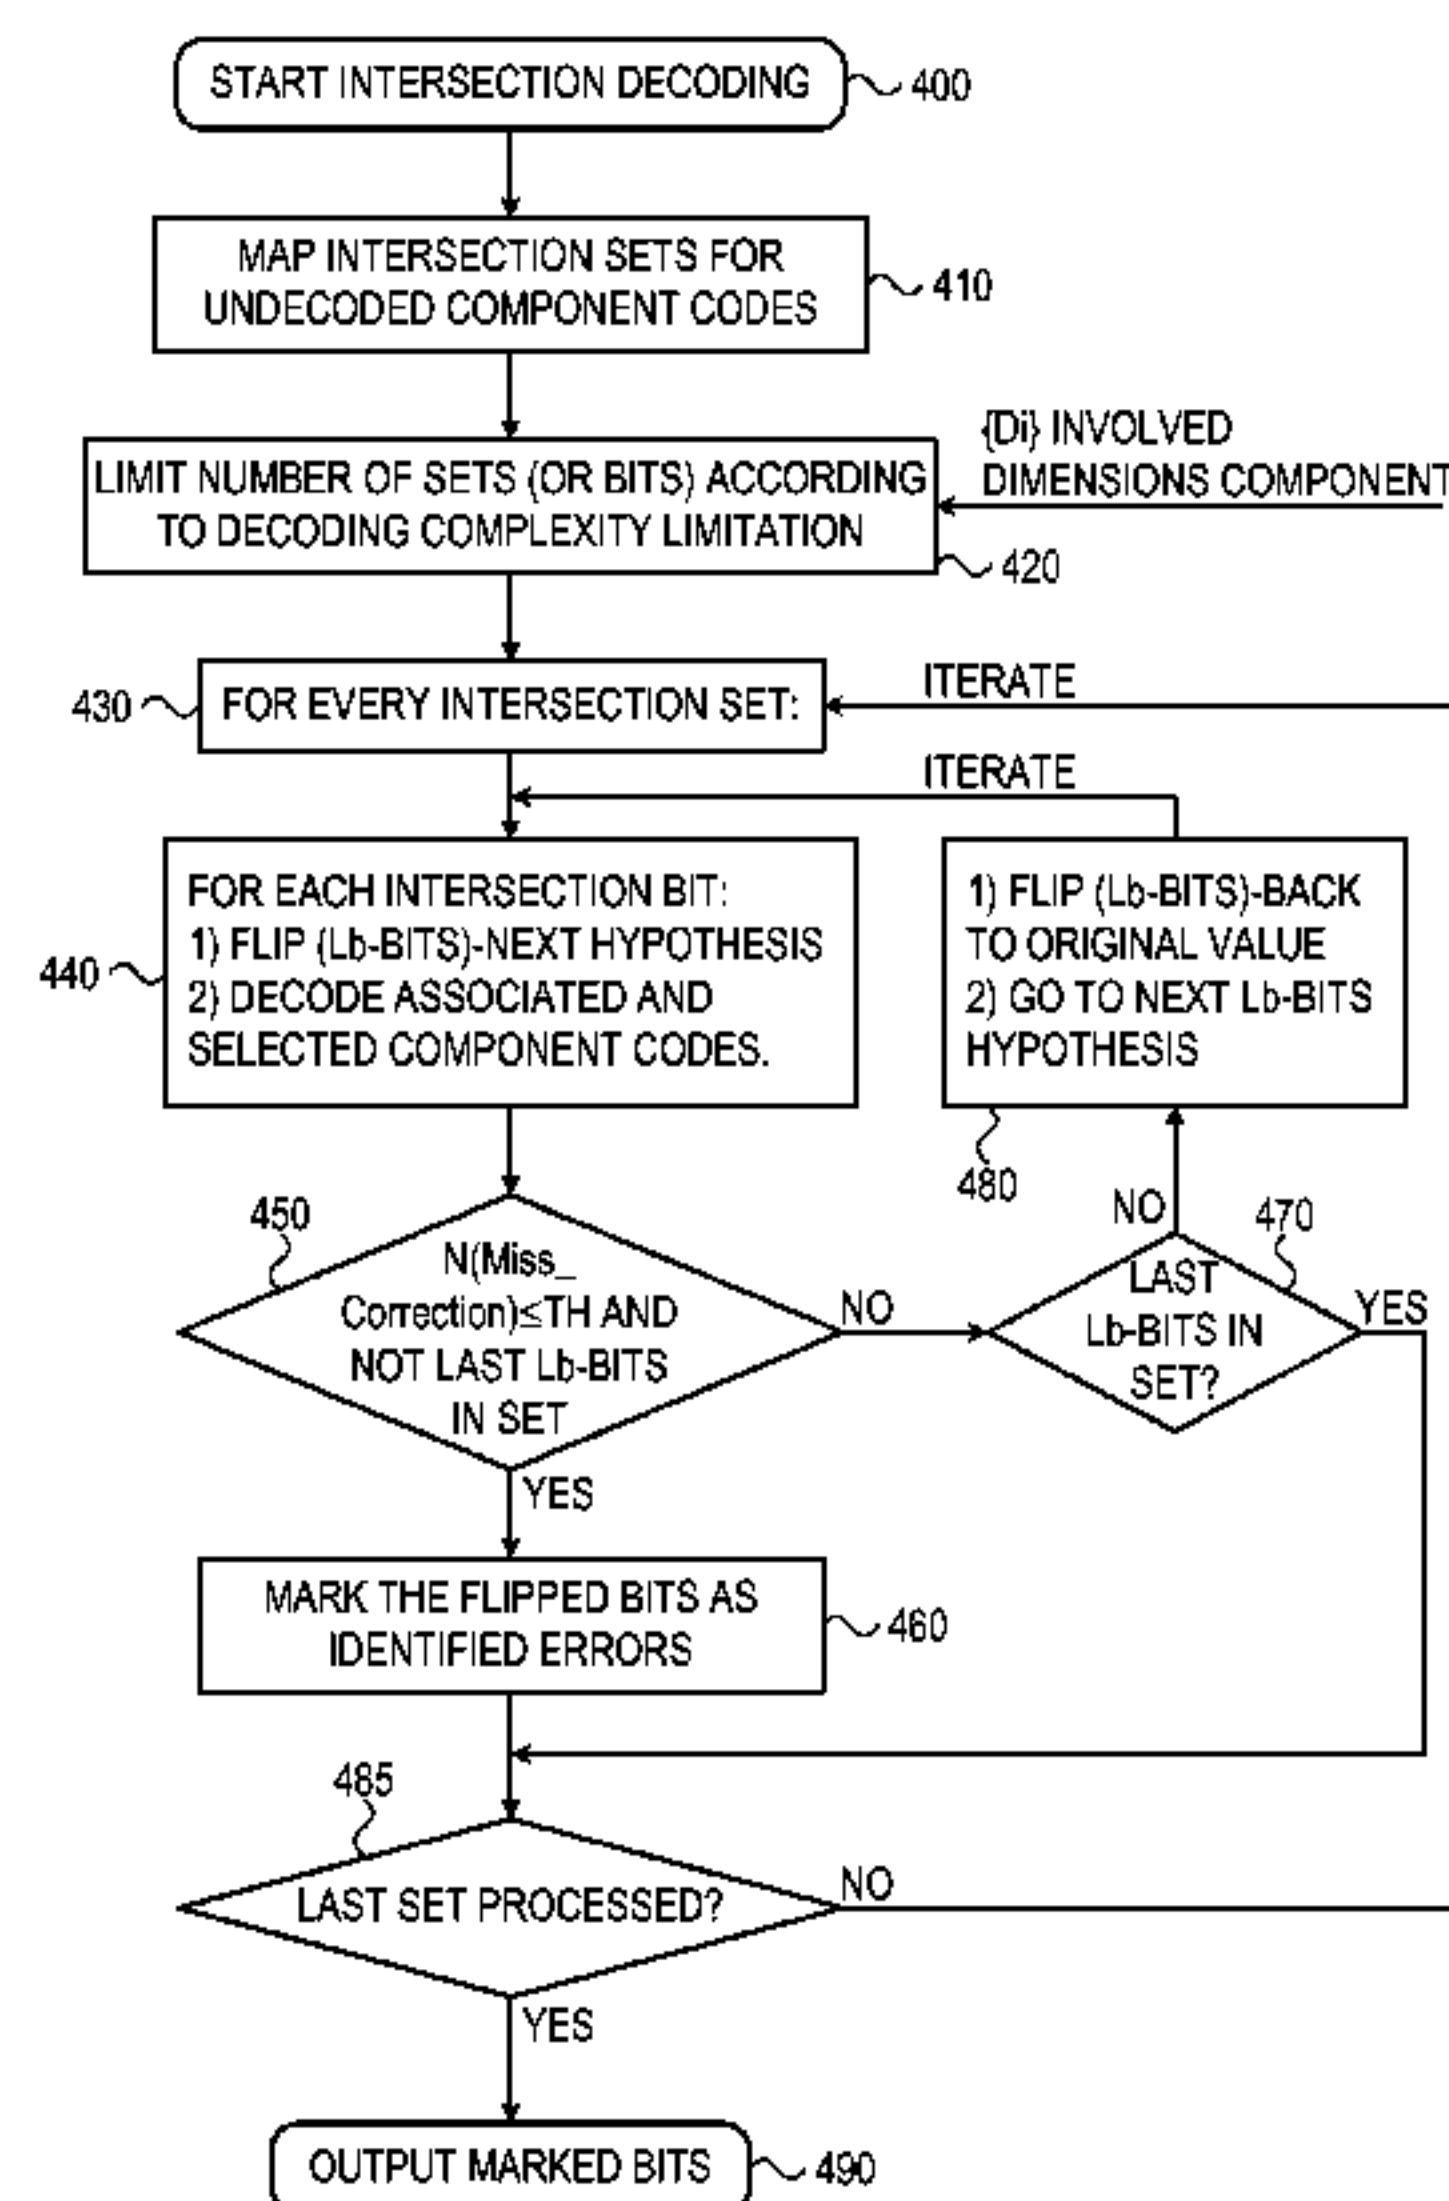 START INTERSECTION DECODING
400
MAP INTERSECTION SETS FOR
UNDECODED COMPONENT CODES
410
{Di} INVOLVED
DIMENSIONS COMPONENT
LIMIT NUMBER OF SETS (OR BITS) ACCORDING
TO DECODING COMPLEXITY LIMITATION
420
430
FOR EVERY INTERSECTION SET:
ITERATE
ITERATE
440
FOR EACH INTERSECTION BIT:
1) FLIP (Lb-BITS)-NEXT HYPOTHESIS
2) DECODE ASSOCIATED AND
SELECTED COMPONENT CODES.
1) FLIP (Lb-BITS)-BACK
TO ORIGINAL VALUE
2) GO TO NEXT Lb-BITS
HYPOTHESIS
480
450
N(Miss_
Correction)≤TH AND
NOT LAST Lb-BITS
IN SET
NO
YES
NO
470
LAST
Lb-BITS IN
SET?
YES
MARK THE FLIPPED BITS AS
IDENTIFIED ERRORS
460
485
LAST SET PROCESSED?
NO
YES
OUTPUT MARKED BITS
490